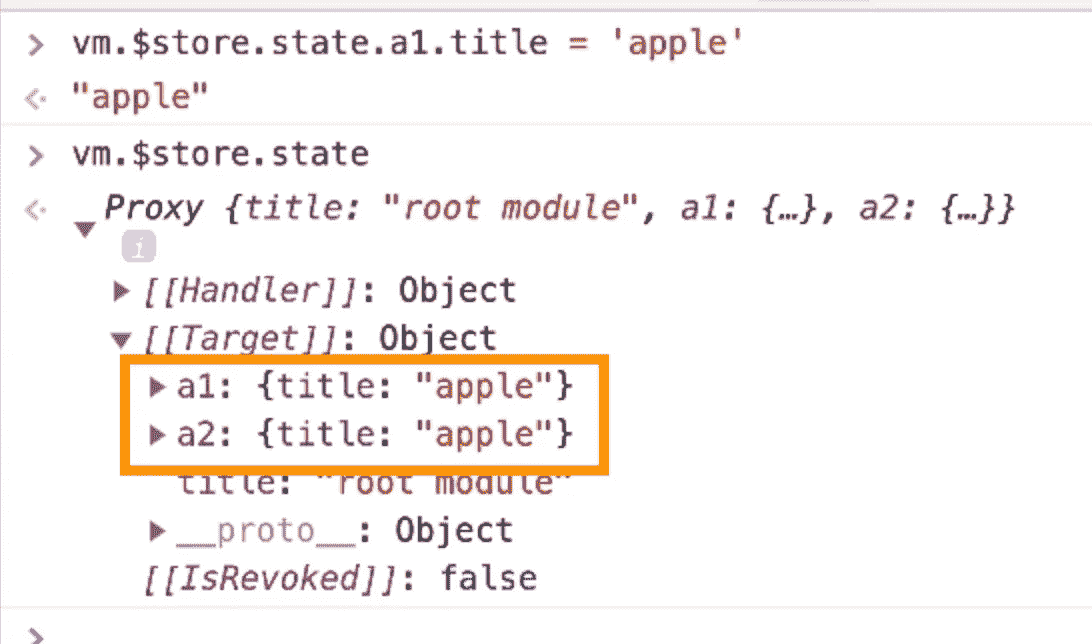 > vm.$store.state.a1.title = 'apple'
<· "apple"
> vm.$store.state
<· ▼ Proxy {title: "root module", a1: {…}, a2: {…}}
i
▶ [[Handler]]: Object
▼ [[Target]]: Object
▶ a1: {title: "apple"}
▶ a2: {title: "apple"}
title: "root module"
▶ __proto__: Object
[[IsRevoked]]: false
>